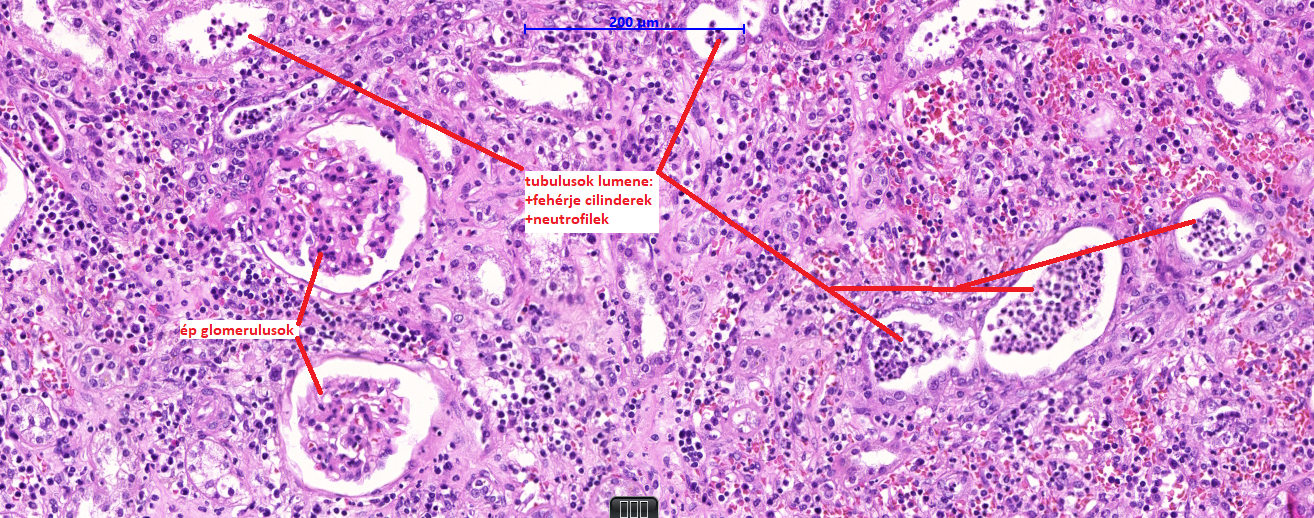 200 µm
tubulusok lumene:
+fehérje cilinderek
+neutrofilek
ép glomerulusok